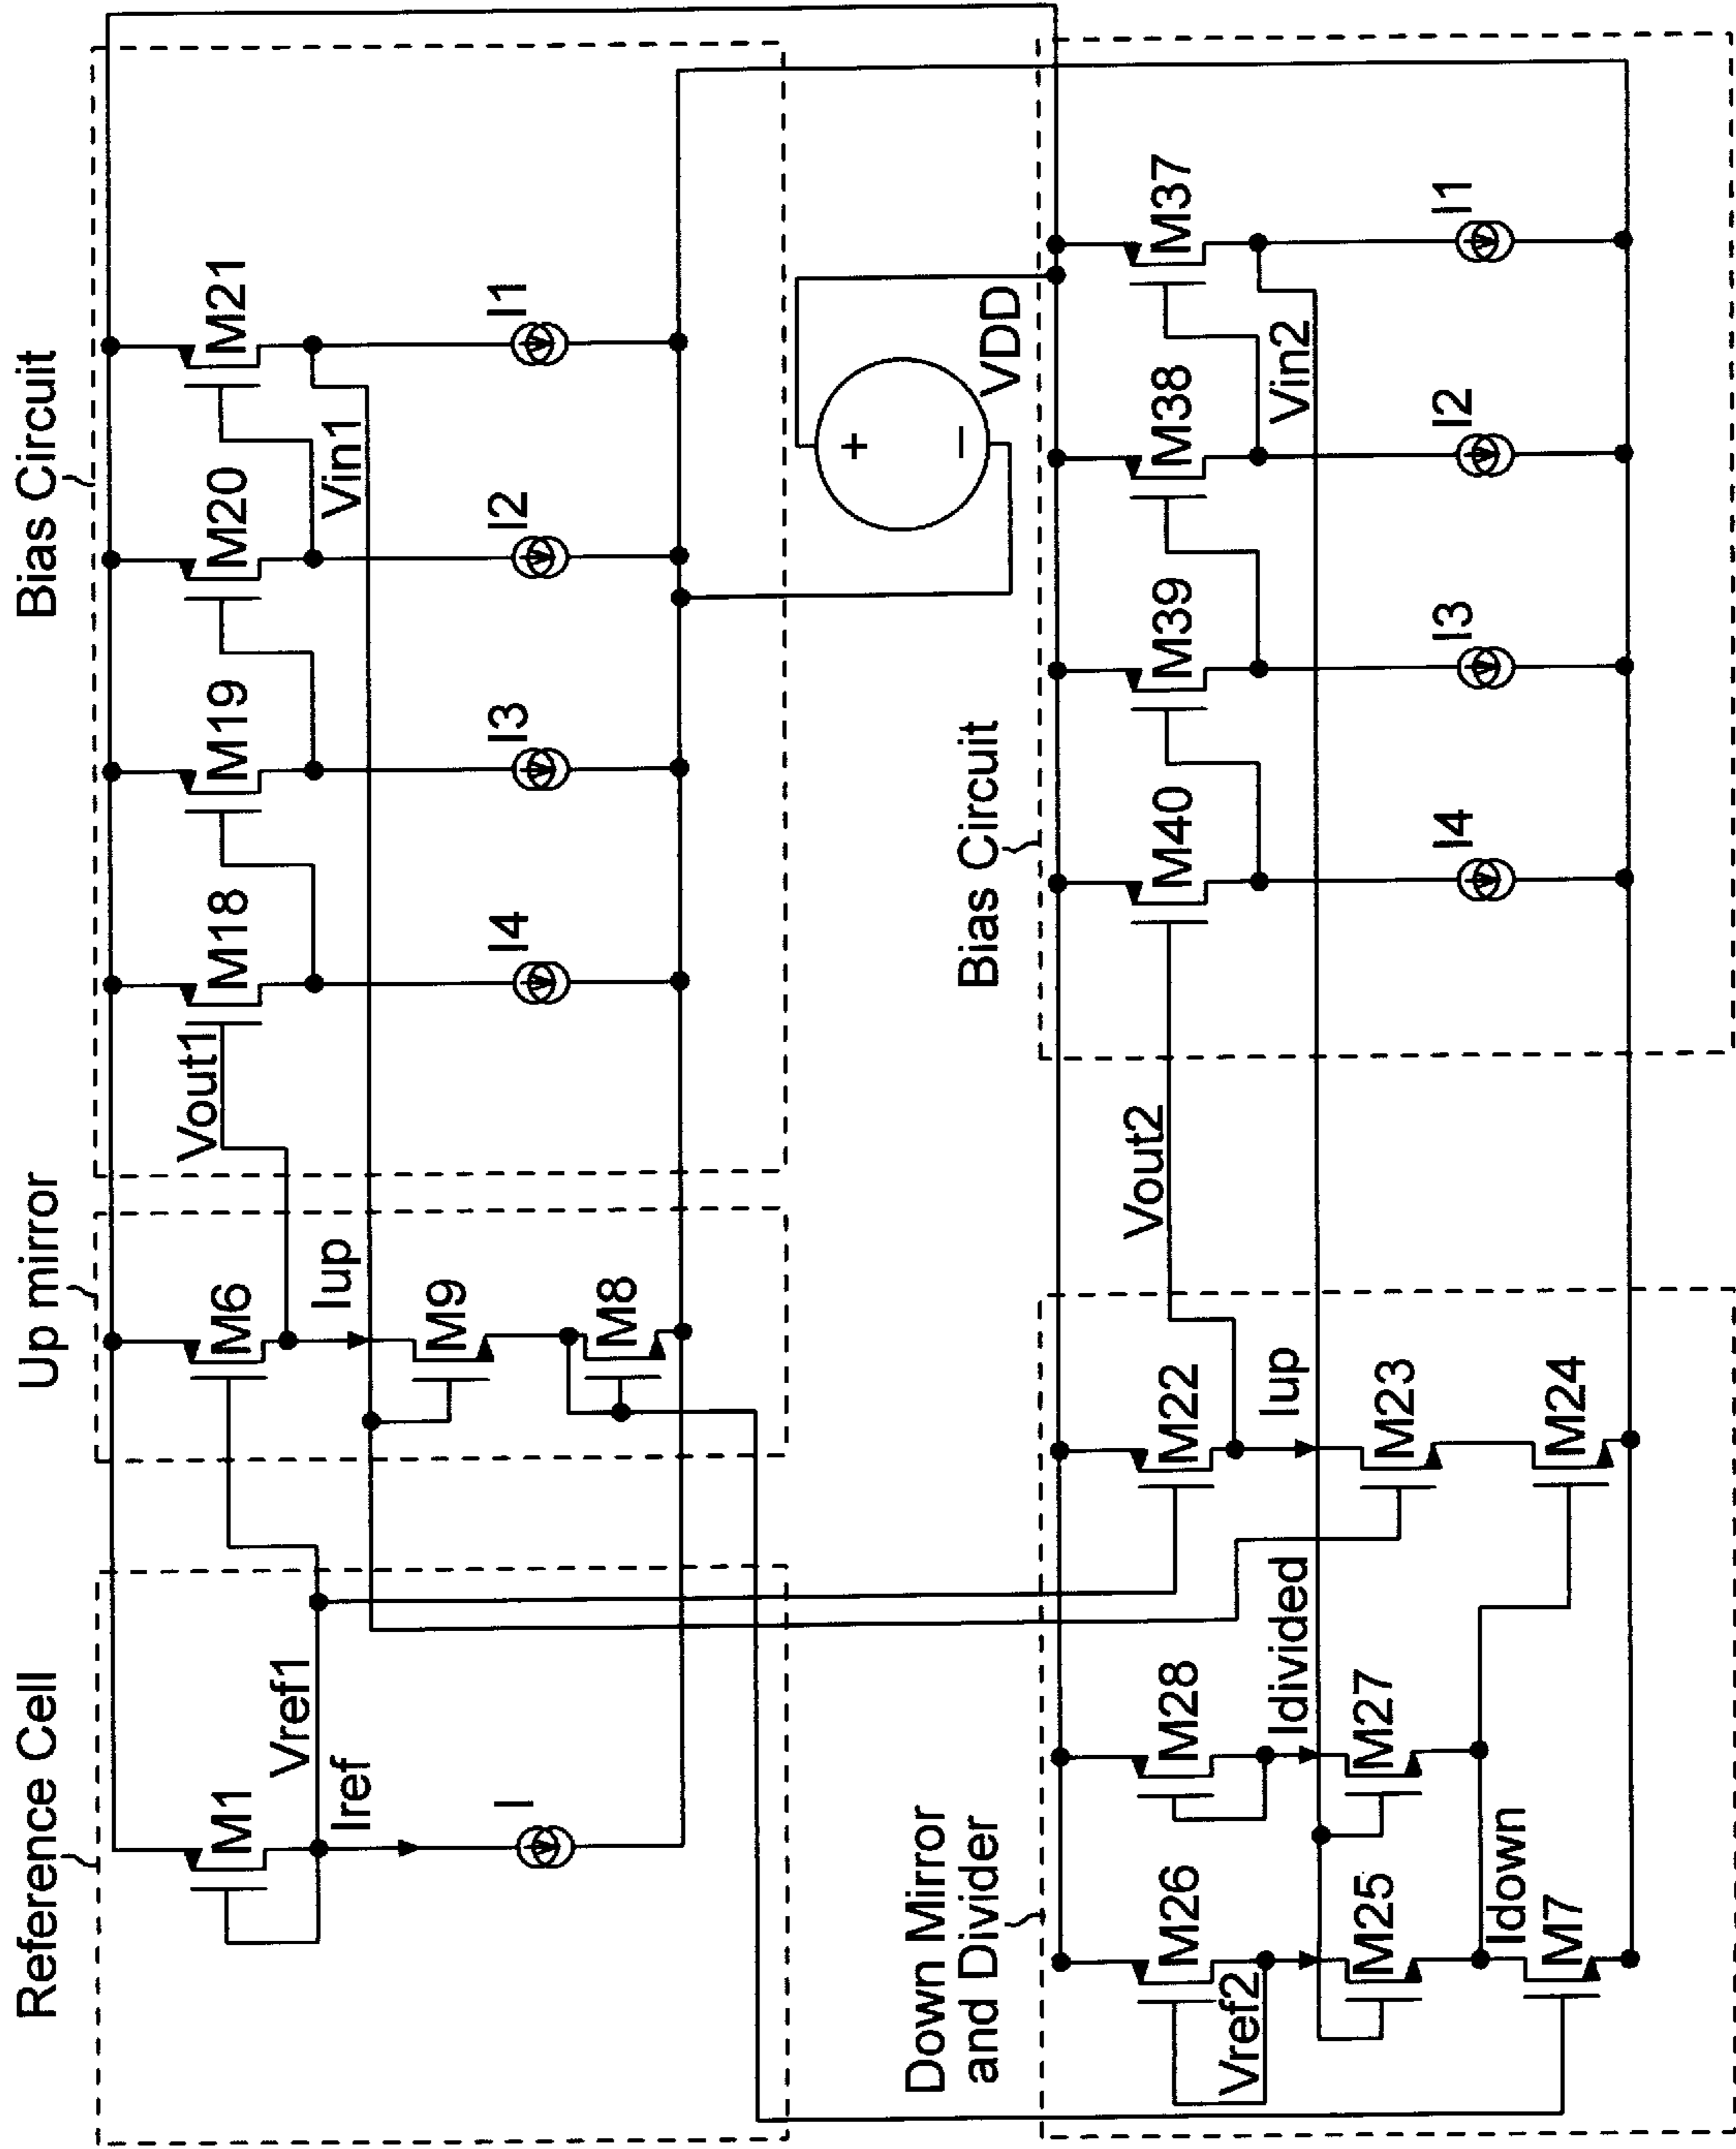 Reference Cell
Up mirror
Bias Circuit
M1
Vref1
Iref
I
M6
Iup
M9
M8
Vout1
M18
M19
M20
M21
Vin1
I4
I3
I2
I1
+
−
VDD
Down Mirror
and Divider
Bias Circuit
M26
Vref2
M25
Idown
M7
M28
Idivided
M27
M22
Iup
M23
M24
Vout2
M40
M39
M38
M37
Vin2
I4
I3
I2
I1